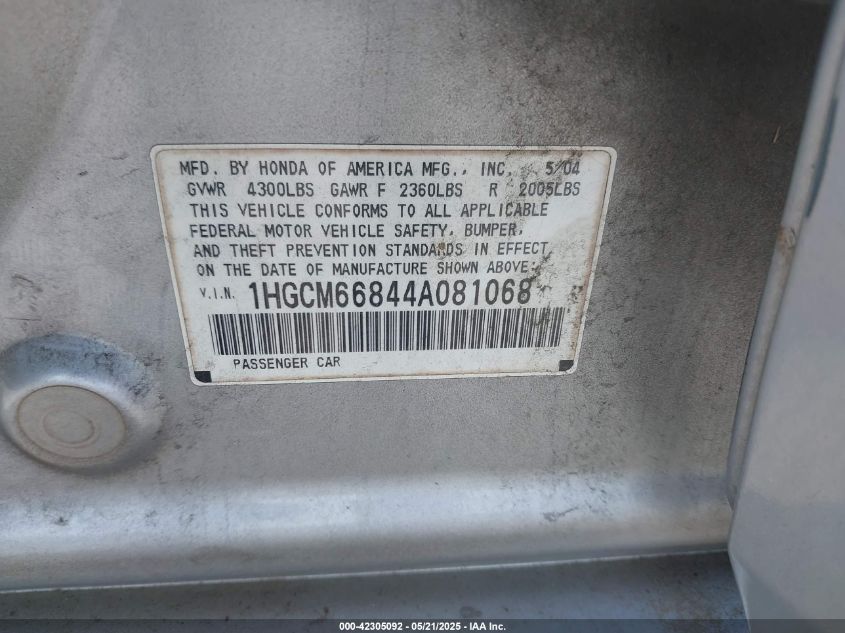 MFD. BY HONDA OF AMERICA MFG., INC. 5/04
GVWR 4300LBS GAWR F 2360LBS R 2005LBS
THIS VEHICLE CONFORMS TO ALL APPLICABLE
FEDERAL MOTOR VEHICLE SAFETY, BUMPER,
AND THEFT PREVENTION STANDARDS IN EFFECT
ON THE DATE OF MANUFACTURE SHOWN ABOVE:
V.I.N. 1HGCM66844A081068
PASSENGER CAR
000-42305092 - 05/21/2025 - IAA Inc.